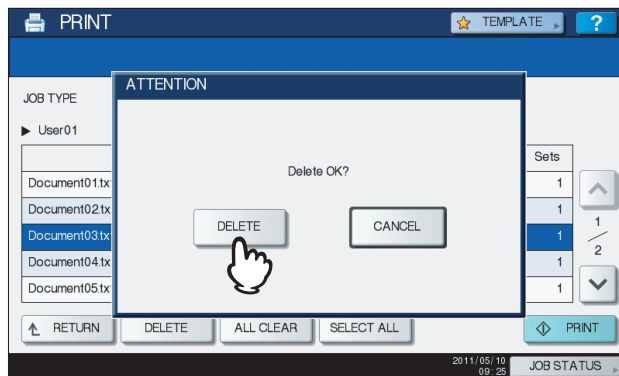 PRINT
TEMPLATE
?
ATTENTION
JOB TYPE
User01
Sets
Delete OK?
Document01.tx 1
Document02.tx 1
DELETE CANCEL
1
Document03.tx 1
2
Document04.tx 1
Document05.tx 1
RETURN DELETE ALL CLEAR SELECT ALL PRINT
2011/05/10
09:25 JOB STATUS